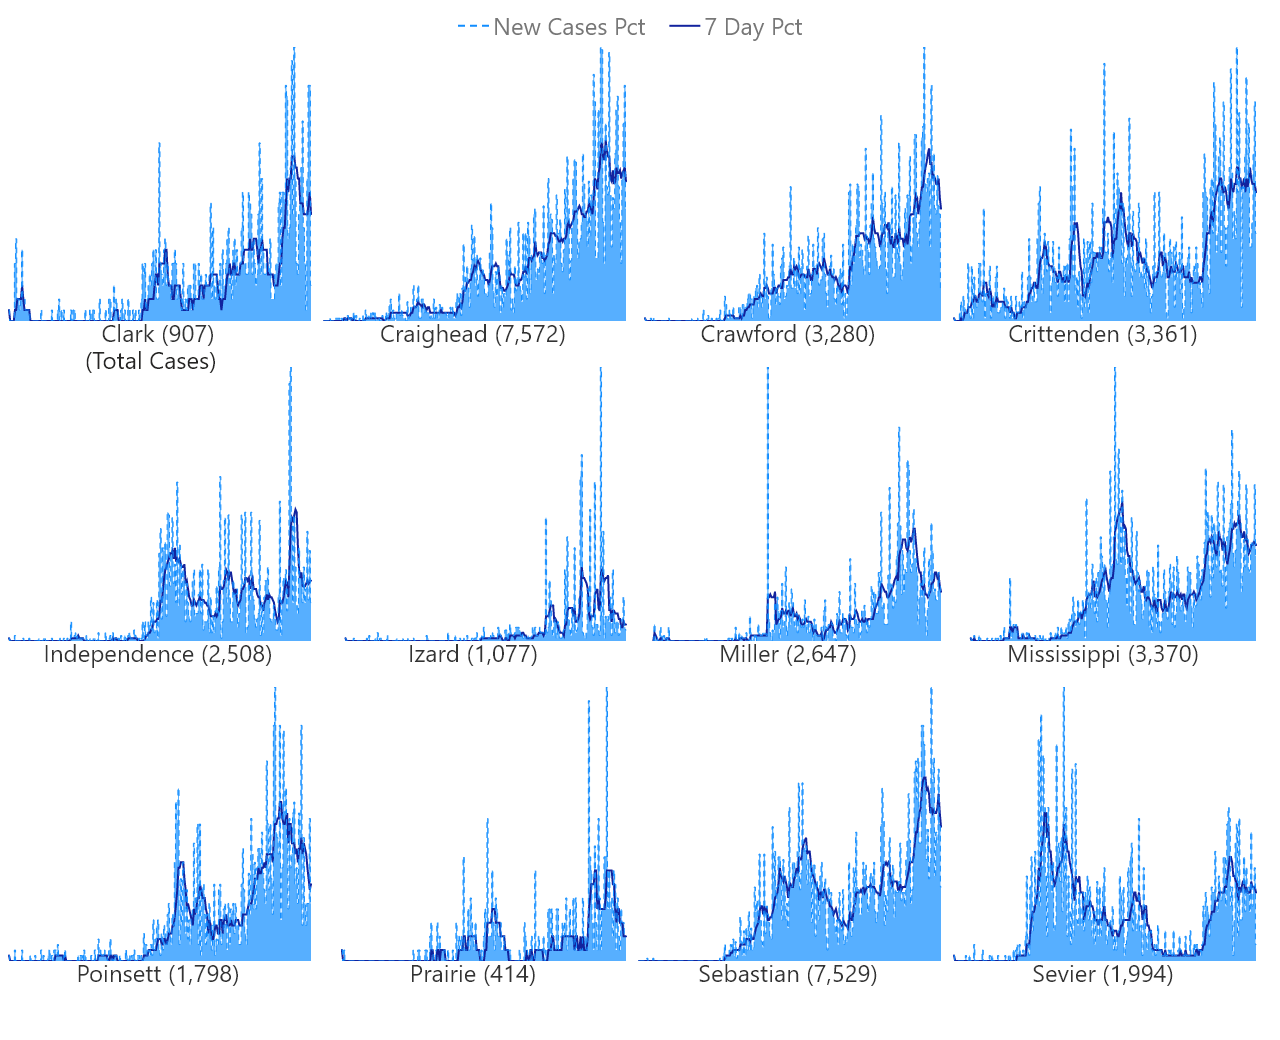 New Cases Pct 7 Day Pct
Clark (907) Craighead (7,572) Crawford (3,280) Crittenden (3,361)
(Total Cases)
Independence (2,508) Izard (1,077) Miller (2,647) Mississippi (3,370)
Poinsett (1,798) Prairie (414) Sebastian (7,529) Sevier (1,994)